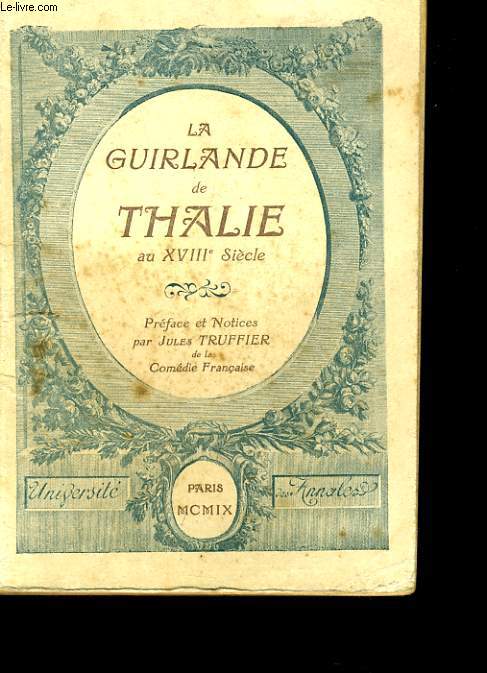 Le-livre.com
LA
GUIRLANDE
de
THALIE
au XVIIIe Siècle
Préface et Notices
par JULES TRUFFIER
de la
Comédie Française
Université des Annales
PARIS
MCMIX